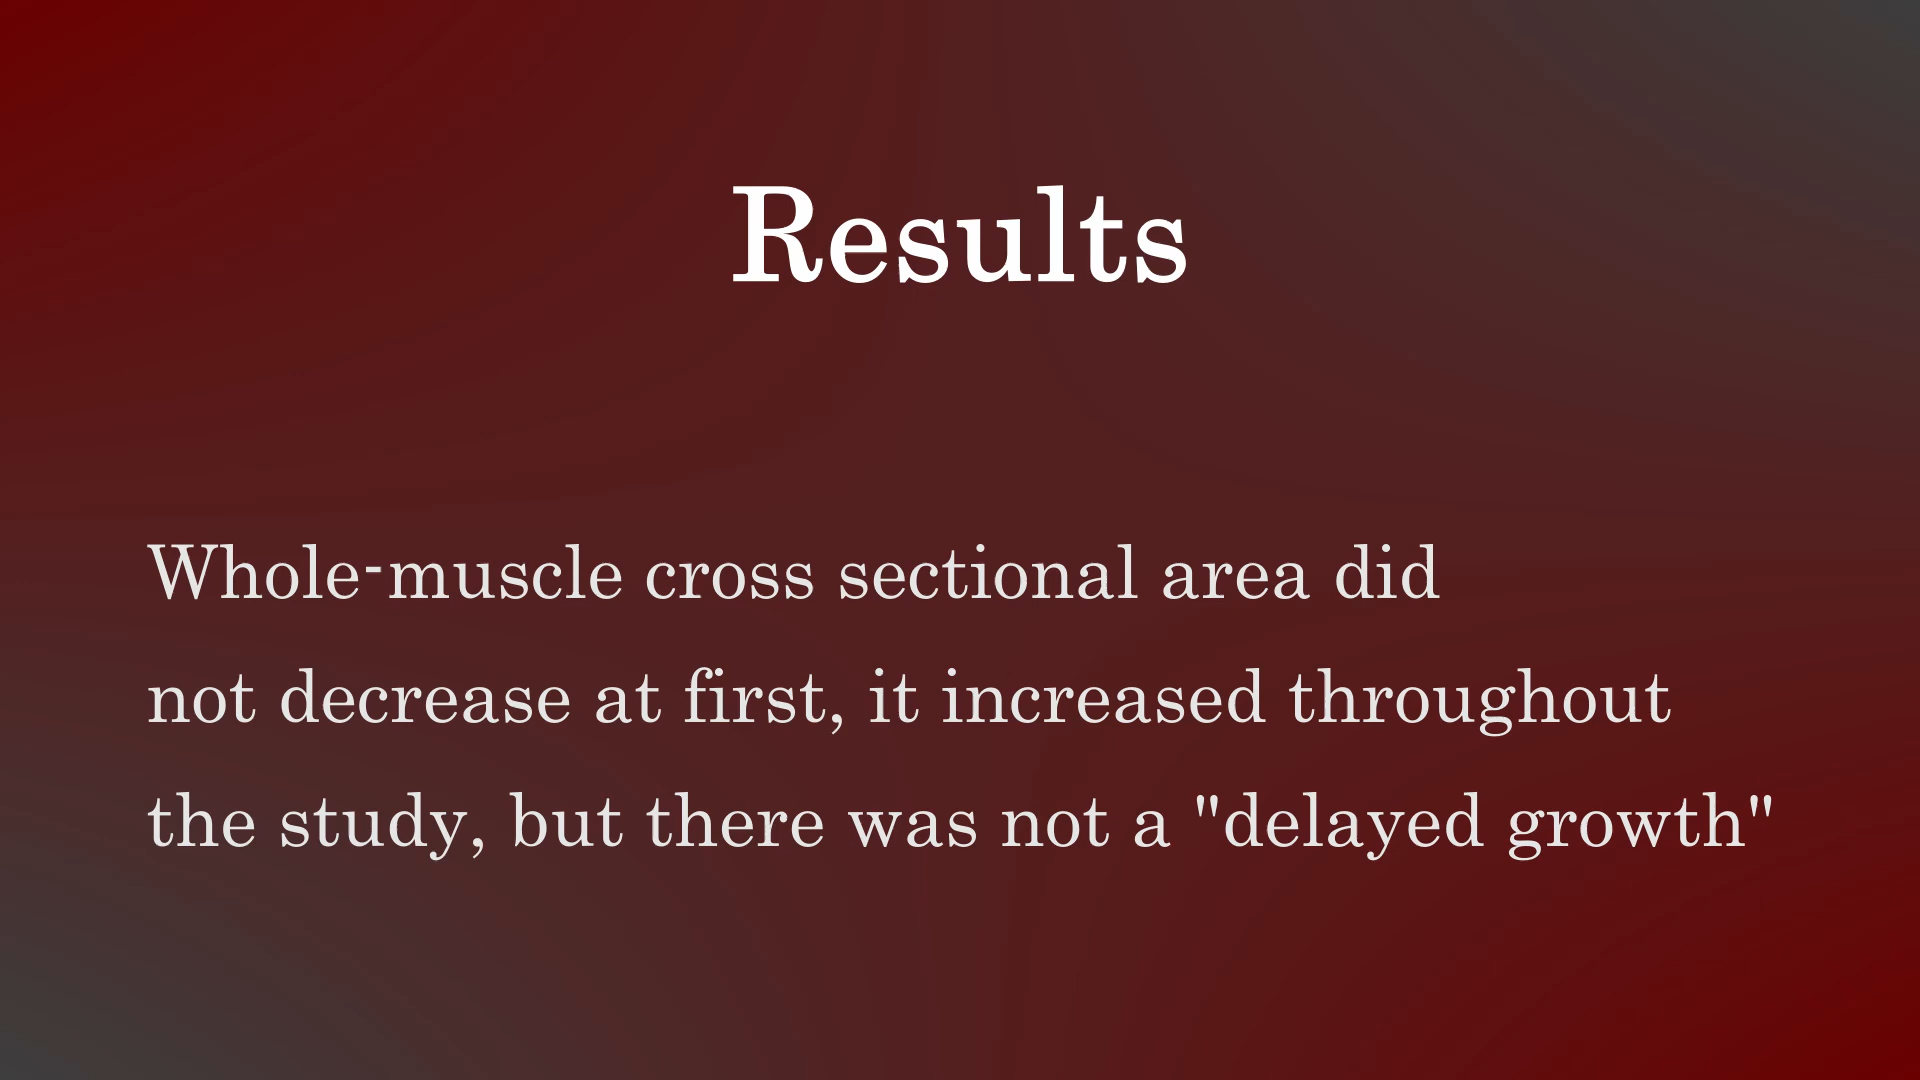 Results
Whole-muscle cross sectional area did
not decrease at first, it increased throughout
the study, but there was not a "delayed growth"